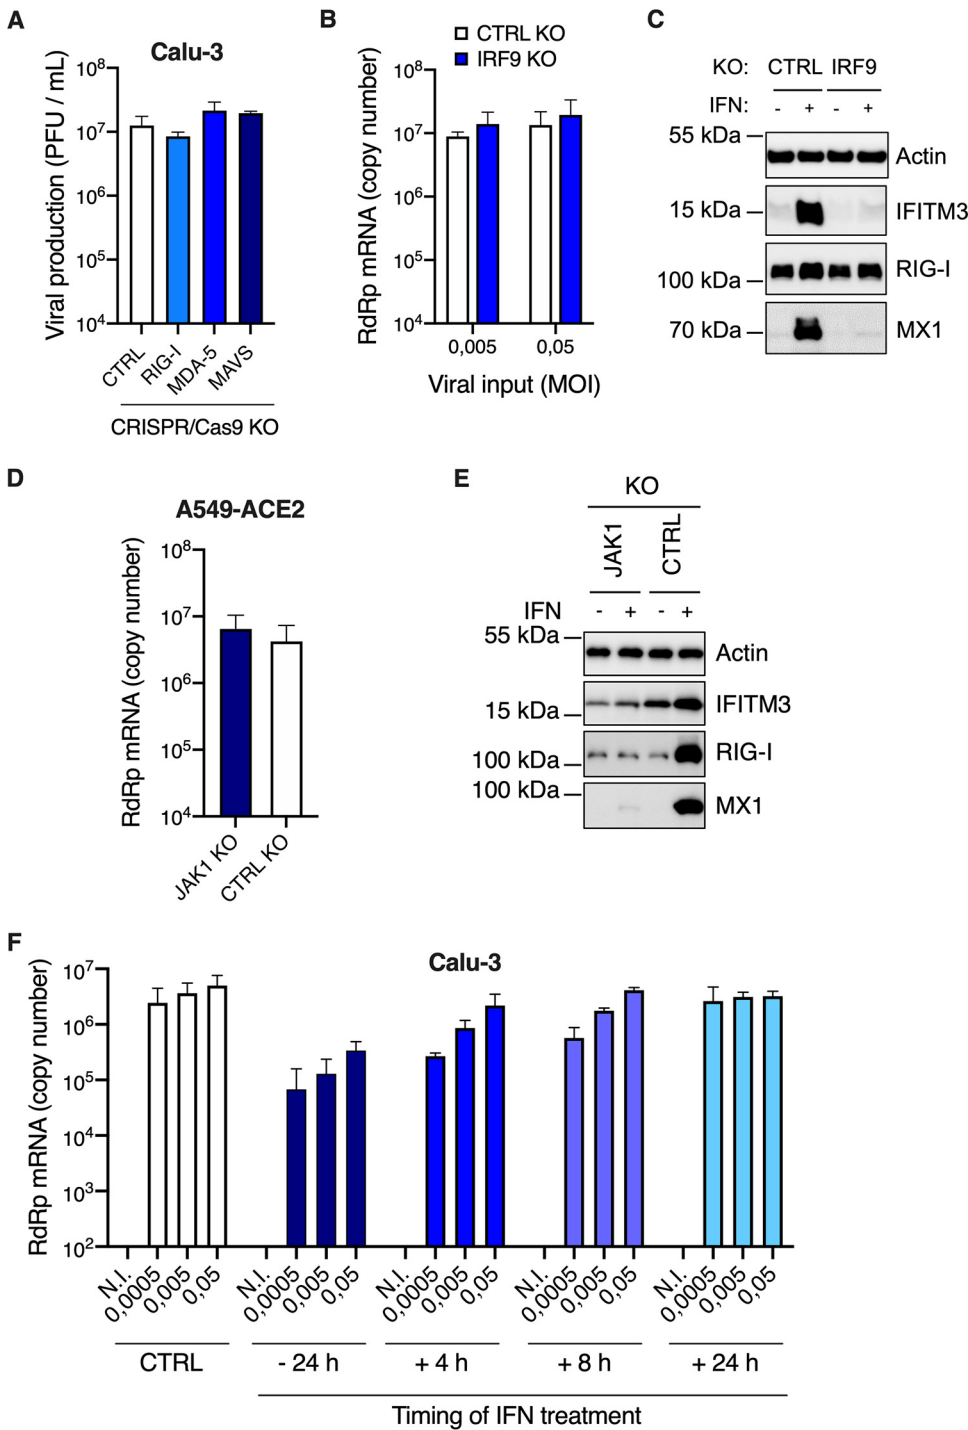 A
Calu-3
Viral production (PFU / mL)
10⁸
10⁷
10⁶
10⁵
10⁴
CTRL
RIG-I
MDA-5
MAVS
CRISPR/Cas9 KO
B
CTRL KO
IRF9 KO
RdRp mRNA (copy number)
10⁸
10⁷
10⁶
10⁵
10⁴
0,005 0,05
Viral input (MOI)
C
KO: CTRL IRF9
IFN: - + - +
55 kDa
Actin
15 kDa IFITM3
RIG-I
100 kDa
70 kDa MX1
D
A549-ACE2
RdRp mRNA (copy number)
10⁸
10⁷
10⁶
10⁵
10⁴
JAK1 KO
CTRL KO
E
KO
JAK1
CTRL
IFN - + - +
55 kDa
Actin
IFITM3
15 kDa
RIG-I
100 kDa
100 kDa
MX1
F
Calu-3
RdRp mRNA (copy number)
10⁷
10⁶
10⁵
10⁴
10³
10²
N.I. 0,0005 0,005 0,05 N.I. 0,0005 0,005 0,05 N.I. 0,0005 0,005 0,05 N.I. 0,0005 0,005 0,05 N.I. 0,0005 0,005 0,05
CTRL - 24 h + 4 h + 8 h + 24 h
Timing of IFN treatment